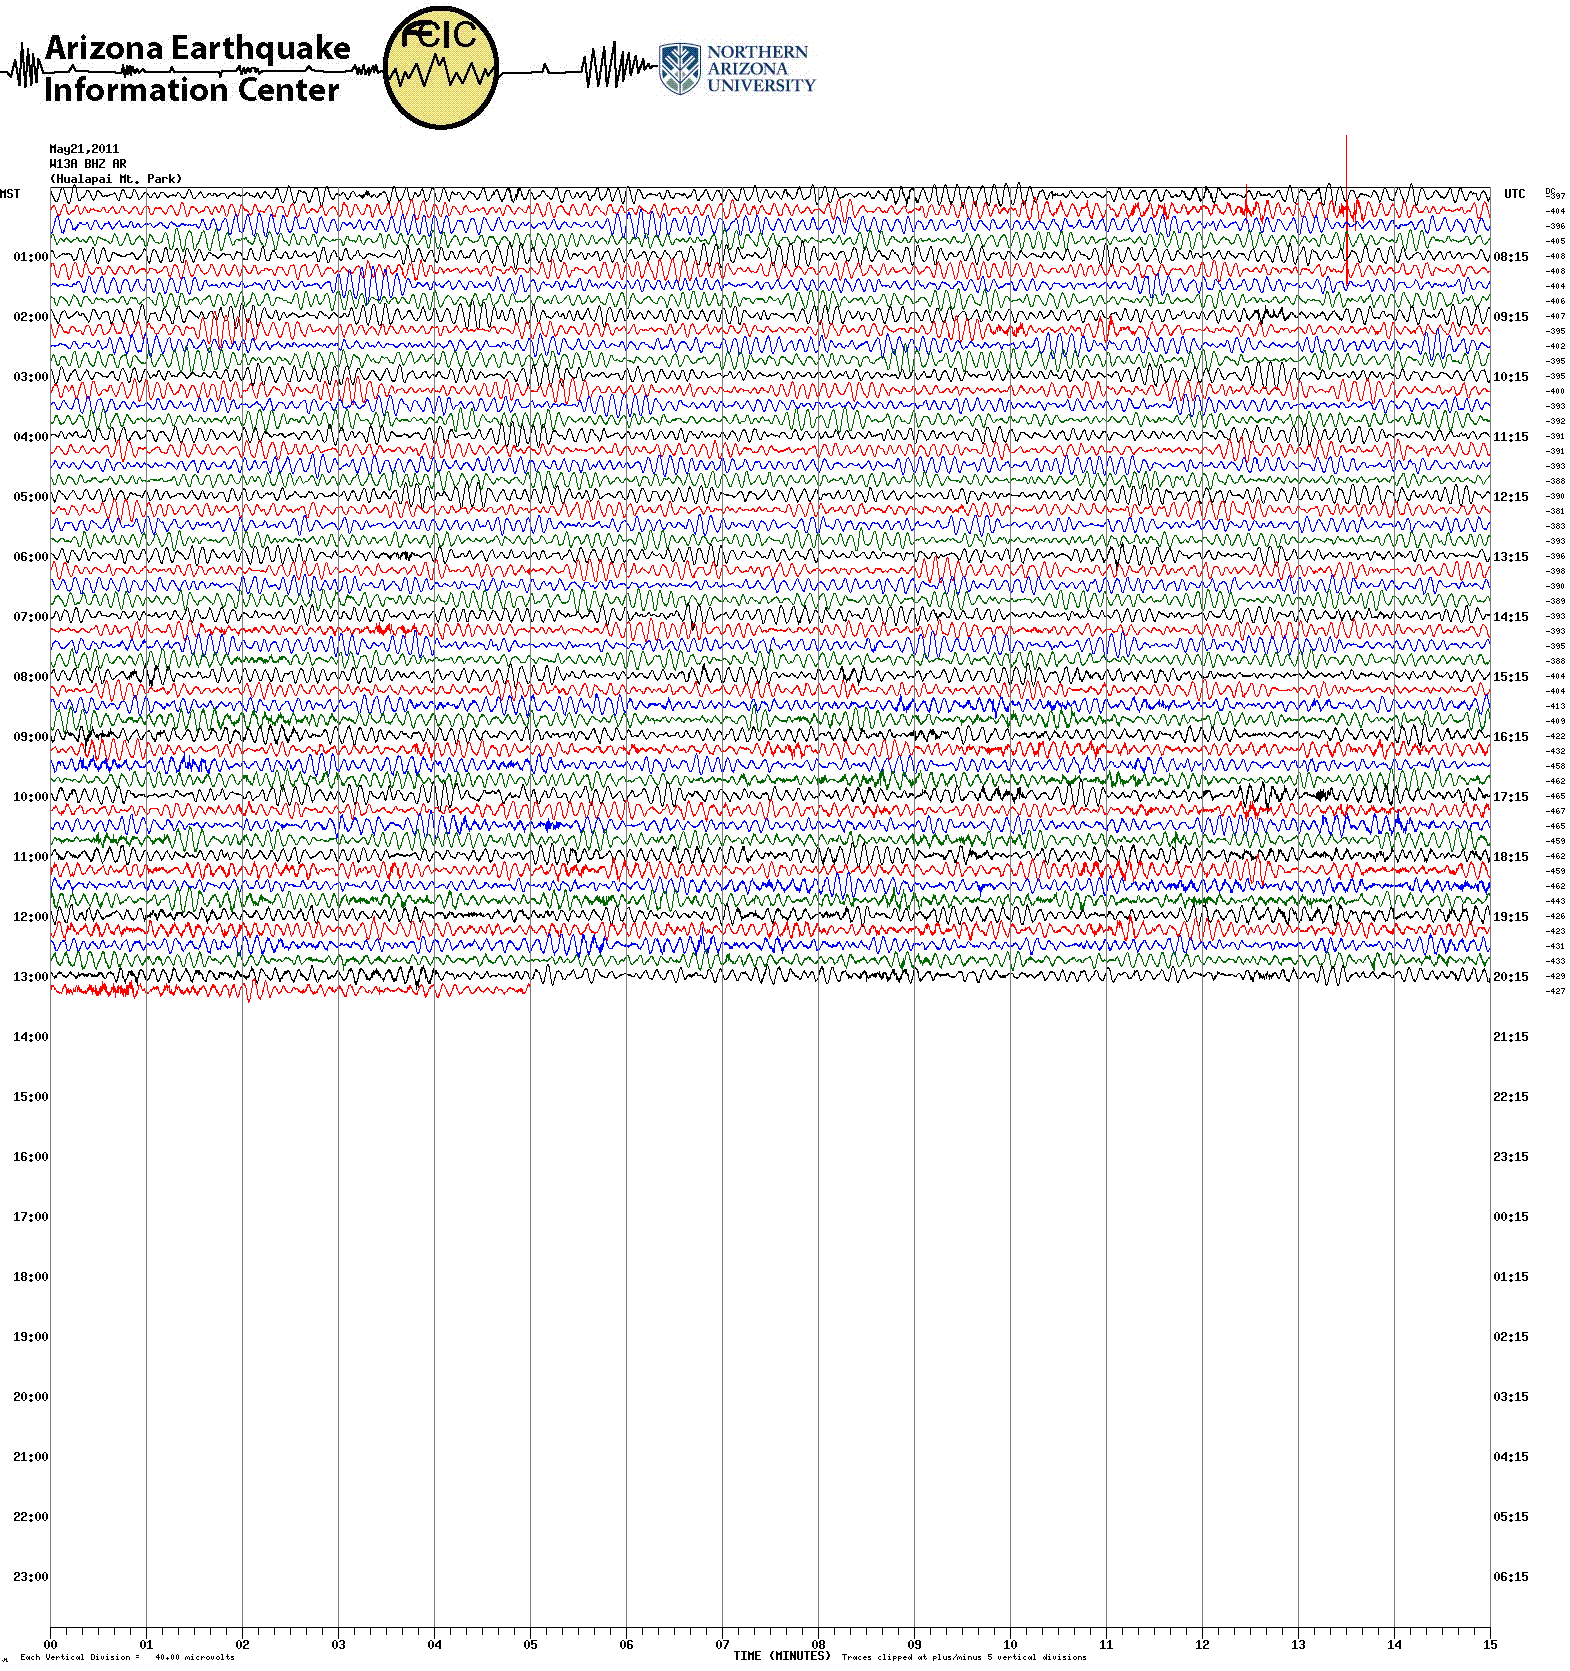 Arizona Earthquake
Information Center
ÆEIC
NORTHERN
ARIZONA
UNIVERSITY
May21,2011
W13A BHZ AR
(Hualapai Mt. Park)
MST UTC DC
-397
-404
-396
-405
01:00 08:15 -408
-408
-404
-406
02:00 09:15 -407
-395
-402
-395
03:00 10:15 -395
-400
-393
-392
04:00 11:15 -391
-391
-393
-388
05:00 12:15 -390
-381
-383
-393
06:00 13:15 -396
-398
-390
-389
07:00 14:15 -393
-393
-395
-388
08:00 15:15 -404
-404
-413
-409
09:00 16:15 -422
-432
-458
-462
10:00 17:15 -465
-467
-465
-459
11:00 18:15 -462
-459
-462
-443
12:00 19:15 -426
-423
-431
-433
13:00 20:15 -429
-427
14:00 21:15
15:00 22:15
16:00 23:15
17:00 00:15
18:00 01:15
19:00 02:15
20:00 03:15
21:00 04:15
22:00 05:15
23:00 06:15
00 01 02 03 04 05 06 07 08 09 10 11 12 13 14 15
TIME (MINUTES)
Each Vertical Division = 40.00 microvolts
Traces clipped at plus/minus 5 vertical divisions